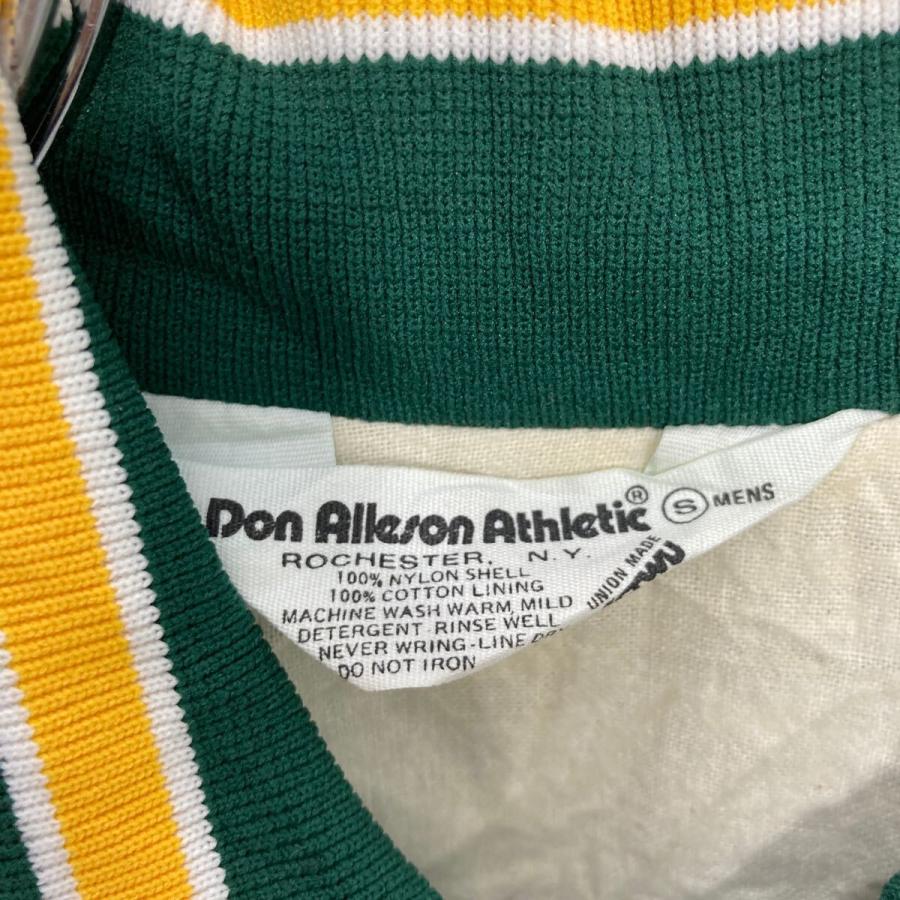 Don Alleson Athletic® Ⓢ MENS
ROCHESTER, N.Y.
100% NYLON SHELL
100% COTTON LINING
MACHINE WASH WARM, MILD
DETERGENT RINSE WELL
NEVER WRING-LINE
DO NOT IRON
UNION MADE